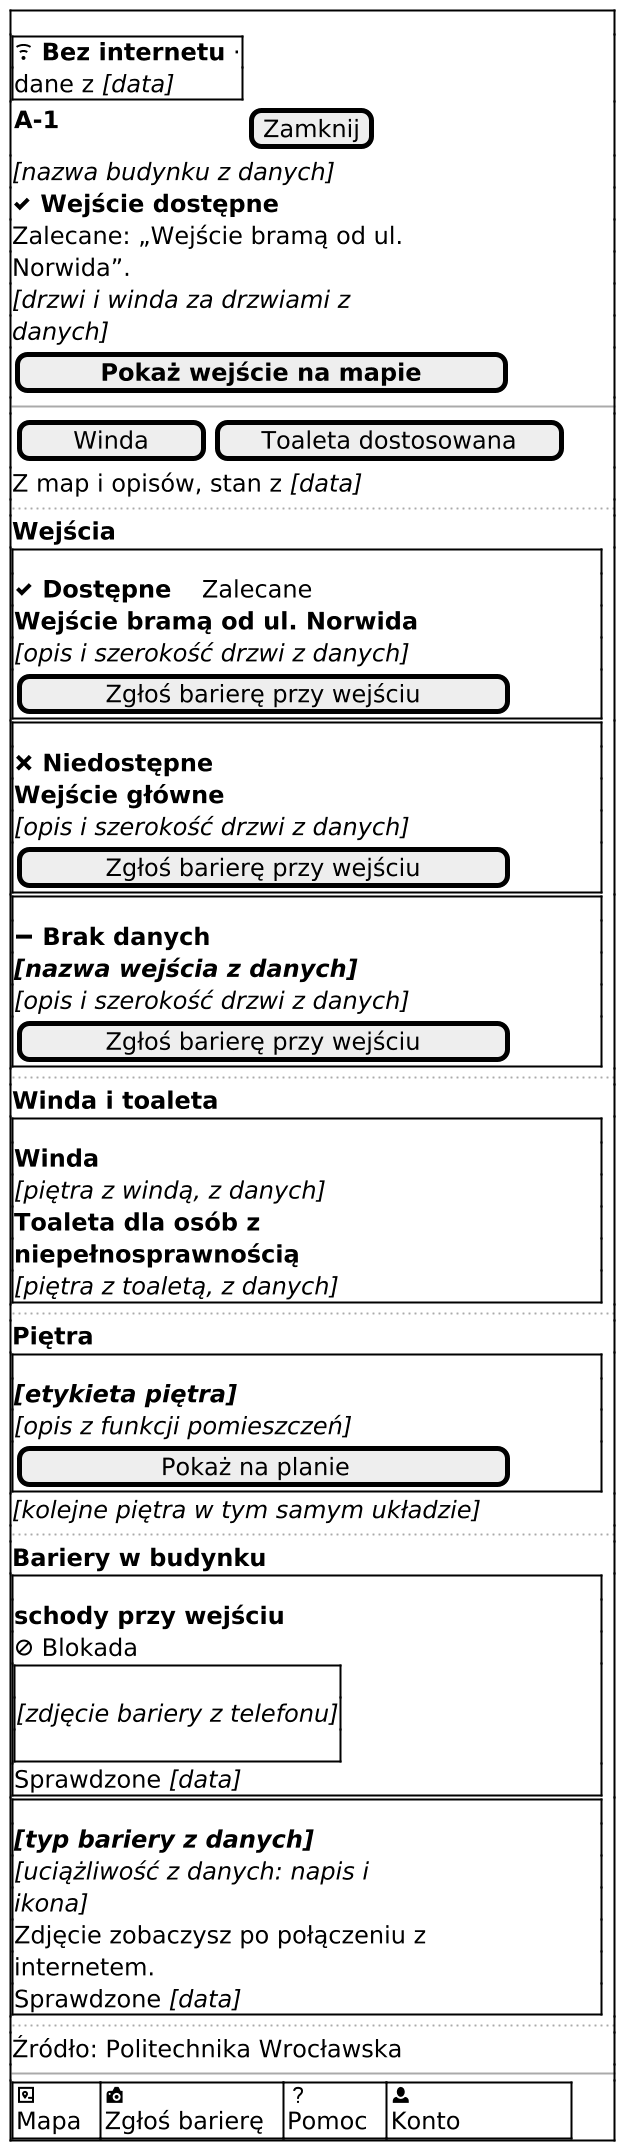 Bez internetu ·
dane z [data]
A-1
Zamknij
[nazwa budynku z danych]
✓ Wejście dostępne
Zalecane: „Wejście bramą od ul.
Norwida”.
[drzwi i winda za drzwiami z
danych]
Pokaż wejście na mapie
Winda
Toaleta dostosowana
Z map i opisów, stan z [data]
Wejścia
✓ Dostępne Zalecane
Wejście bramą od ul. Norwida
[opis i szerokość drzwi z danych]
Zgłoś barierę przy wejściu
✕ Niedostępne
Wejście główne
[opis i szerokość drzwi z danych]
Zgłoś barierę przy wejściu
− Brak danych
[nazwa wejścia z danych]
[opis i szerokość drzwi z danych]
Zgłoś barierę przy wejściu
Winda i toaleta
Winda
[piętra z windą, z danych]
Toaleta dla osób z
niepełnosprawnością
[piętra z toaletą, z danych]
Piętra
[etykieta piętra]
[opis z funkcji pomieszczeń]
Pokaż na planie
[kolejne piętra w tym samym układzie]
Bariery w budynku
schody przy wejściu
⊘ Blokada
[zdjęcie bariery z telefonu]
Sprawdzone [data]
[typ bariery z danych]
[uciążliwość z danych: napis i
ikona]
Zdjęcie zobaczysz po połączeniu z
internetem.
Sprawdzone [data]
Źródło: Politechnika Wrocławska
?
Mapa Zgłoś barierę Pomoc Konto